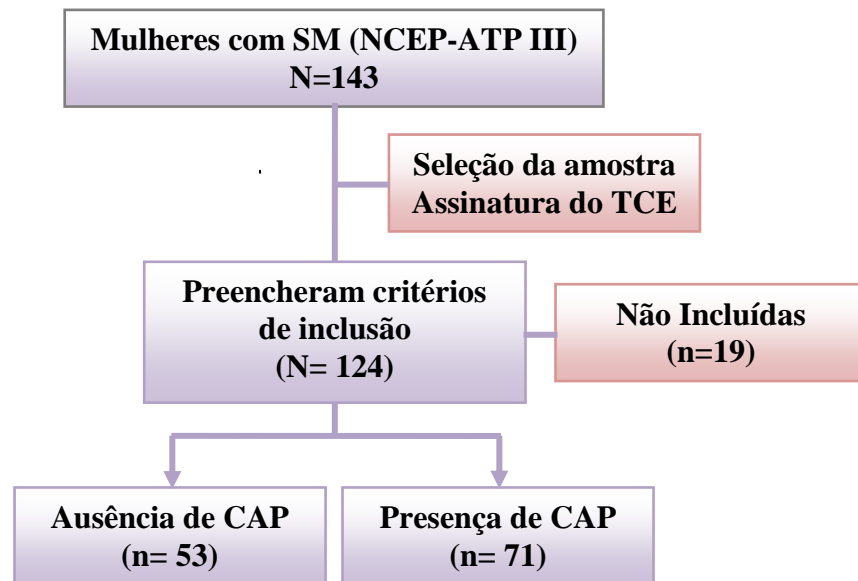 Mulheres com SM (NCEP-ATP III)
N=143
Seleção da amostra
Assinatura do TCE
Preencheram critérios
de inclusão
(N= 124)
Não Incluídas
(n=19)
Ausência de CAP
(n= 53)
Presença de CAP
(n= 71)